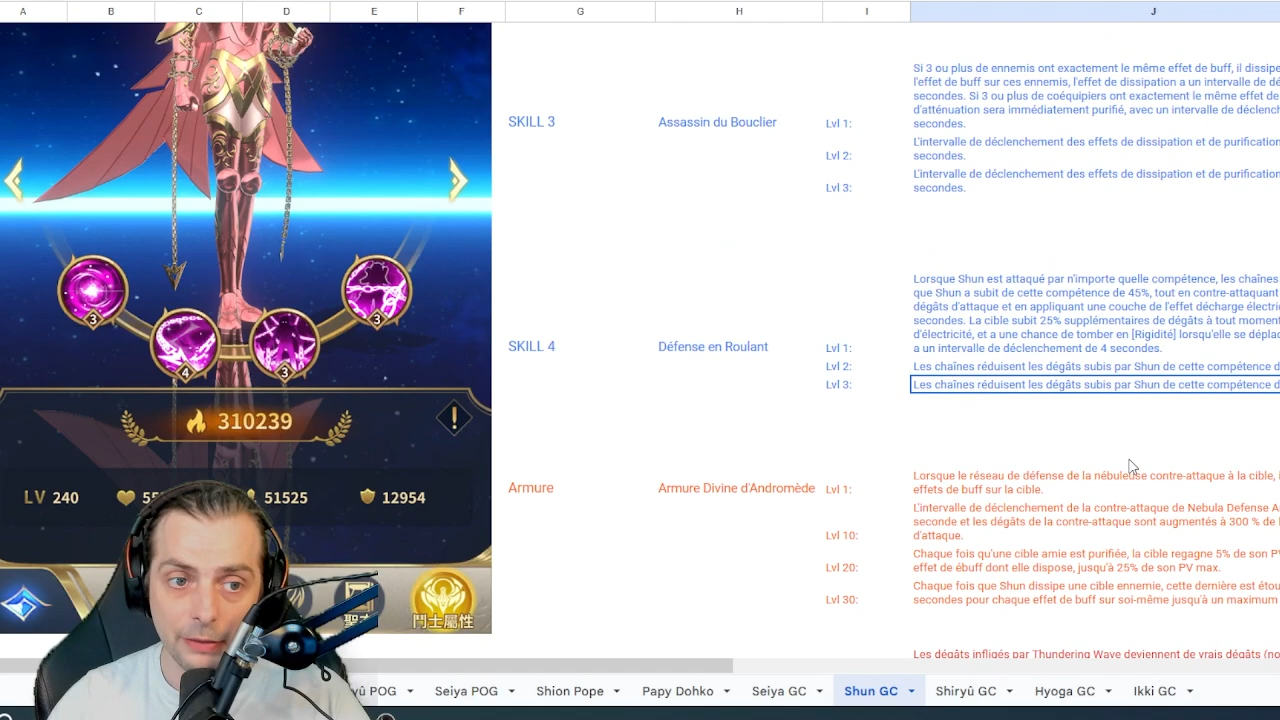 A B C D E F G H I J
Si 3 ou plus de ennemis ont exactement le même effet de buff, il dissipe
l'effet de buff sur ces ennemis, l'effet de dissipation a un intervalle de
secondes. Si 3 ou plus de coéquipiers ont exactement le même effet de
d'atténuation sera immédiatement purifié, avec un intervalle de
SKILL 3 Assassin du Bouclier Lvl 1: secondes.
L'intervalle de déclenchement des effets de dissipation et de purification
Lvl 2: secondes.
L'intervalle de déclenchement des effets de dissipation et de purification
Lvl 3: secondes.
Lorsque Shun est attaqué par n'importe quelle compétence, les chaînes
que Shun a subit de cette compétence de 45%, tout en contre-attaquant
dégâts d'attaque et en appliquant une couche de l'effet décharge
secondes. La cible subit 25% supplémentaires de dégâts à tout moment
d'électricité, et a une chance de tomber en [Rigidité] lorsqu'elle se
SKILL 4 Défense en Roulant Lvl 1: a un intervalle de déclenchement de 4 secondes.
Lvl 2: Les chaînes réduisent les dégâts subis par Shun de cette compétence d
Lvl 3: Les chaînes réduisent les dégâts subis par Shun de cette compétence d
Lorsque le réseau de défense de la nébuleuse contre-attaque à la cible,
Armure Armure Divine d'Andromède Lvl 1: effets de buff sur la cible.
L'intervalle de déclenchement de la contre-attaque de Nebula Defense
seconde et les dégâts de la contre-attaque sont augmentés à 300 % de
Lvl 10: d'attaque.
Chaque fois qu'une cible amie est purifiée, la cible regagne 5% de son
Lvl 20: effet de ébuff dont elle dispose, jusqu'à 25% de son PV max.
Chaque fois que Shun dissipe une cible ennemie, cette dernière est
Lvl 30: secondes pour chaque effet de buff sur soi-même jusqu'à un maximum
Les dégâts infligés par Thundering Wave deviennent de vrais dégâts
3 4 3 3
310239
LV 240 51525 12954
鬥士屬性
POG Seiya POG Shion Pope Papy Dohko Seiya GC Shun GC Shiryû GC Hyoga GC Ikki GC